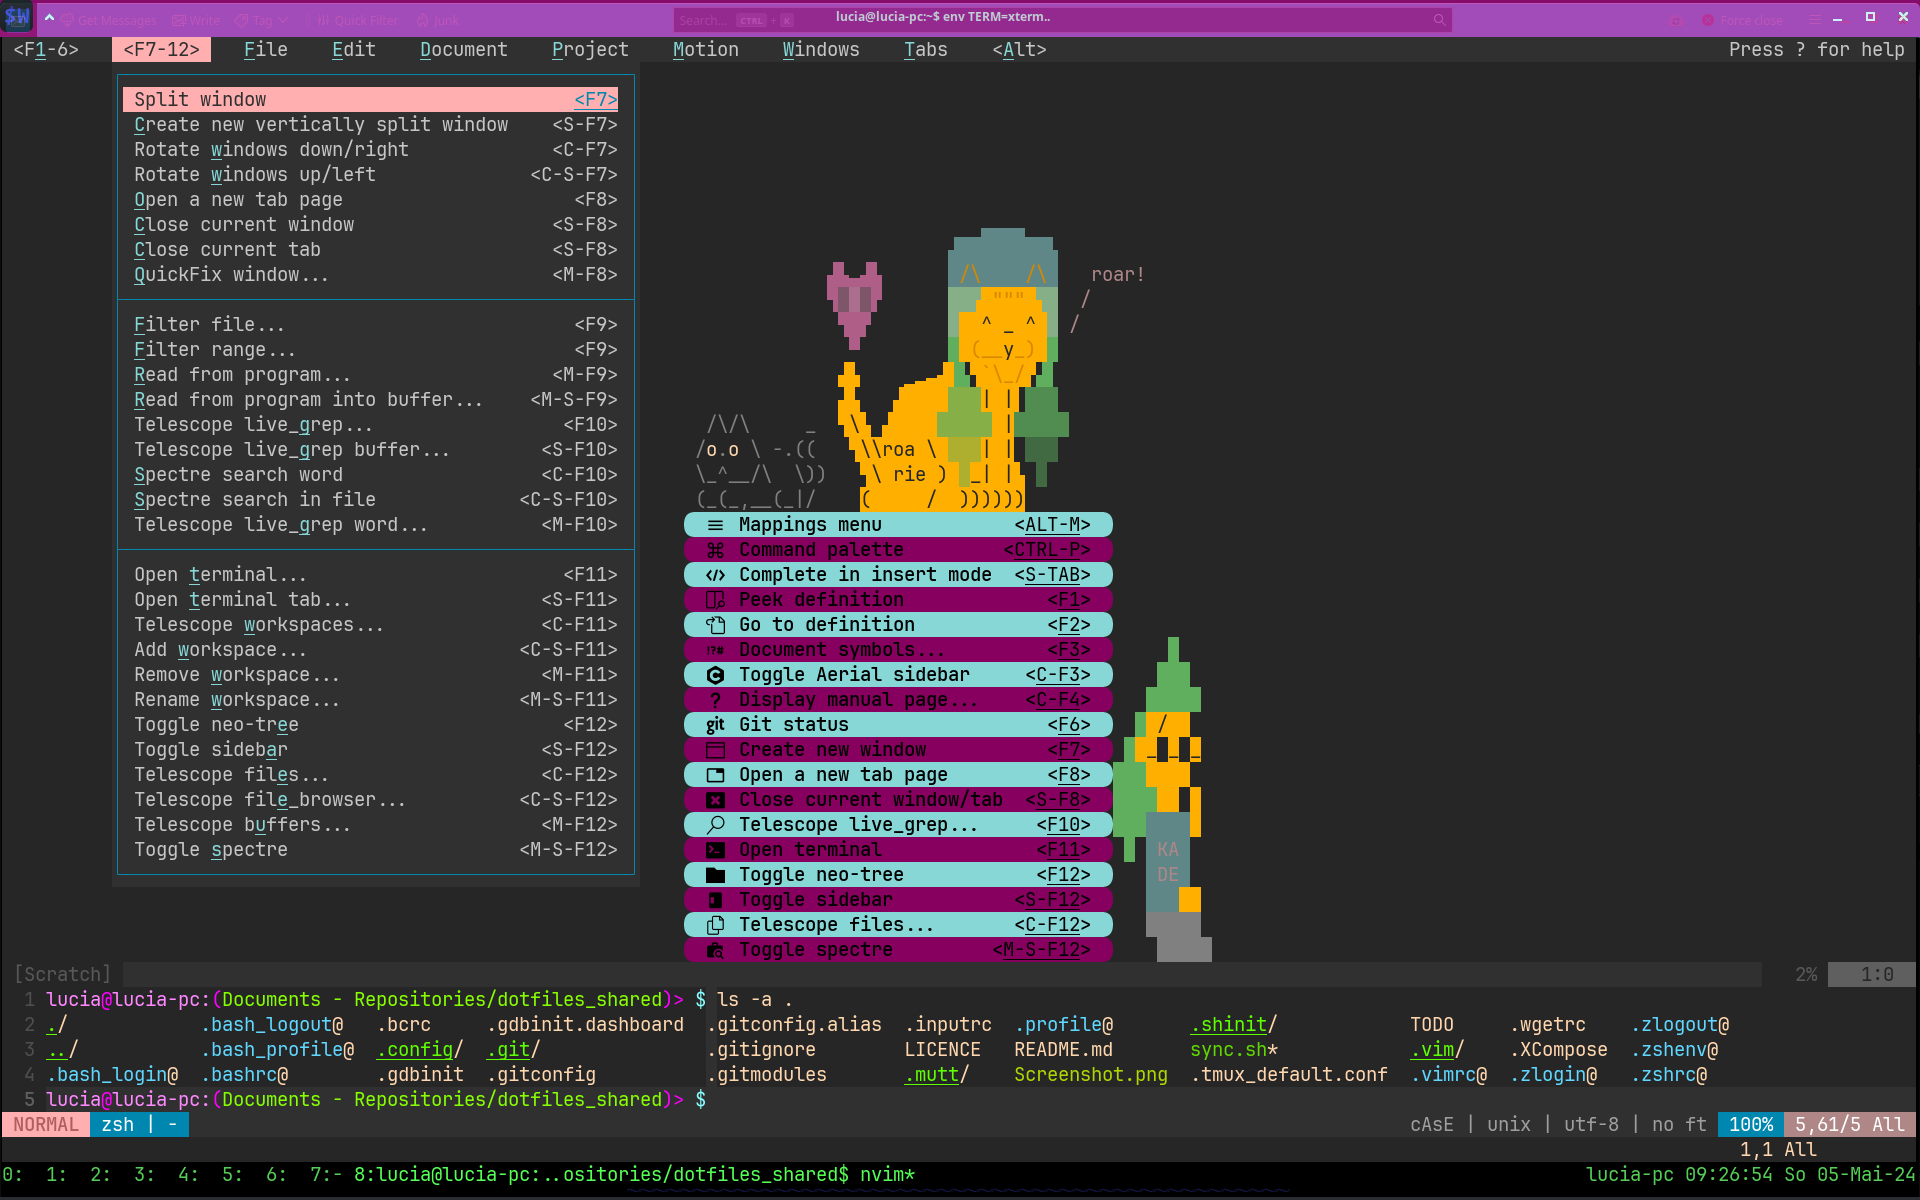 $W Get Messages Write Tag Quick Filter Junk Search... CTRL + K lucia@lucia-pc:~$ env TERM=xterm.. Force close
<F1-6> <F7-12> File Edit Document Project Motion Windows Tabs <Alt> Press ? for help
Split window <F7>
Create new vertically split window <S-F7>
Rotate windows down/right <C-F7>
Rotate windows up/left <C-S-F7>
Open a new tab page <F8>
Close current window <S-F8>
Close current tab <S-F8>
QuickFix window... <M-F8>
Filter file... <F9>
Filter range... <F9>
Read from program... <M-F9>
Read from program into buffer... <M-S-F9>
Telescope live_grep... <F10>
Telescope live_grep buffer... <S-F10>
Spectre search word <C-F10>
Spectre search in file <C-S-F10>
Telescope live_grep word... <M-F10>
Open terminal... <F11>
Open terminal tab... <S-F11>
Telescope workspaces... <C-F11>
Add workspace... <C-S-F11>
Remove workspace... <M-F11>
Rename workspace... <M-S-F11>
Toggle neo-tree <F12>
Toggle sidebar <S-F12>
Telescope files... <C-F12>
Telescope file_browser... <C-S-F12>
Telescope buffers... <M-F12>
Toggle spectre <M-S-F12>
roar!
roa
rie
Mappings menu <ALT-M>
Command palette <CTRL-P>
Complete in insert mode <S-TAB>
Peek definition <F1>
Go to definition <F2>
Document symbols... <F3>
Toggle Aerial sidebar <C-F3>
Display manual page... <C-F4>
git Git status <F6>
Create new window <F7>
Open a new tab page <F8>
Close current window/tab <S-F8>
Telescope live_grep... <F10>
Open terminal <F11>
Toggle neo-tree <F12>
Toggle sidebar <S-F12>
Telescope files... <C-F12>
Toggle spectre <M-S-F12>
KA
DE
[Scratch] 2% 1:0
1 lucia@lucia-pc:(Documents - Repositories/dotfiles_shared)> $ ls -a .
2 ./ .bash_logout@ .bcrc .gdbinit.dashboard .gitconfig.alias .inputrc .profile@ .shinit/ TODO .wgetrc .zlogout@
3 ../ .bash_profile@ .config/ .git/ .gitignore LICENCE README.md sync.sh* .vim/ .XCompose .zshenv@
4 .bash_login@ .bashrc@ .gdbinit .gitconfig .gitmodules .mutt/ Screenshot.png .tmux_default.conf .vimrc@ .zlogin@ .zshrc@
5 lucia@lucia-pc:(Documents - Repositories/dotfiles_shared)> $
NORMAL zsh | - cAsE | unix | utf-8 | no ft 100% 5,61/5 All
1,1 All
0: 1: 2: 3: 4: 5: 6: 7:- 8:lucia@lucia-pc:..ositories/dotfiles_shared$ nvim* lucia-pc 09:26:54 So 05-Mai-24